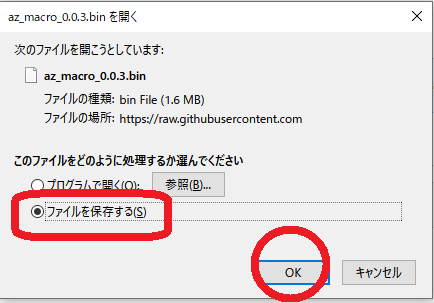 az_macro_0.0.3.bin を開く
次のファイルを開こうとしています:
az_macro_0.0.3.bin
ファイルの種類: bin File (1.6 MB)
ファイルの場所: https://raw.githubusercontent.com
このファイルをどのように処理するか選んでください
プログラムで開く(O): 参照(B)...
ファイルを保存する(S)
OK キャンセル